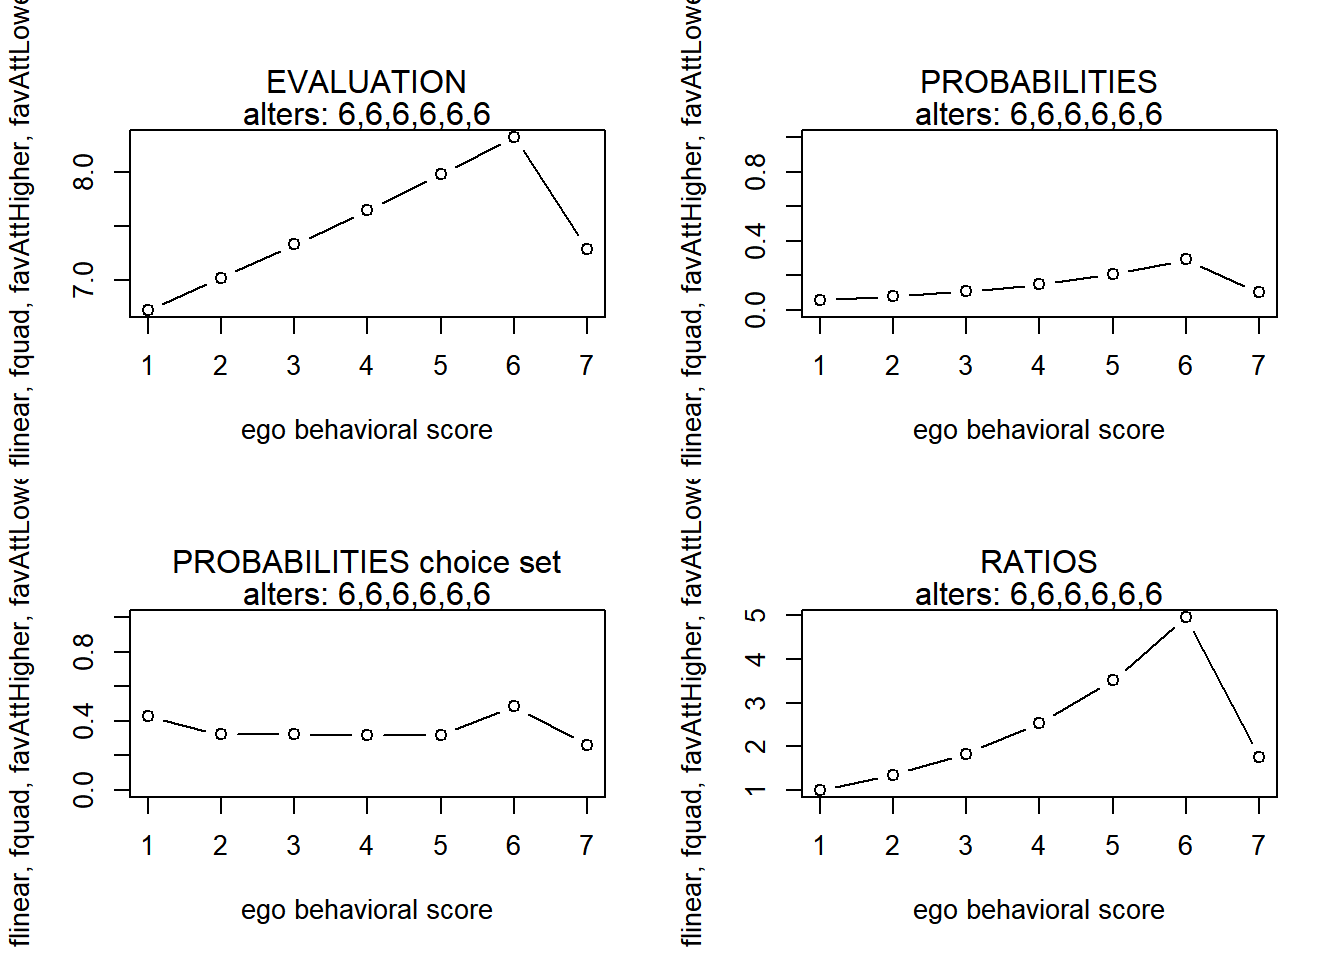 EVALUATION
alters: 6,6,6,6,6,6
flinear, fquad, favAttHigher, favAttLowe
8.0
7.0
1 2 3 4 5 6 7
ego behavioral score
PROBABILITIES
alters: 6,6,6,6,6,6
flinear, fquad, favAttHigher, favAttLowe
0.8
0.4
0.0
1 2 3 4 5 6 7
ego behavioral score
PROBABILITIES choice set
alters: 6,6,6,6,6,6
flinear, fquad, favAttHigher, favAttLowe
0.8
0.4
0.0
1 2 3 4 5 6 7
ego behavioral score
RATIOS
alters: 6,6,6,6,6,6
flinear, fquad, favAttHigher, favAttLowe
5
4
3
2
1
1 2 3 4 5 6 7
ego behavioral score